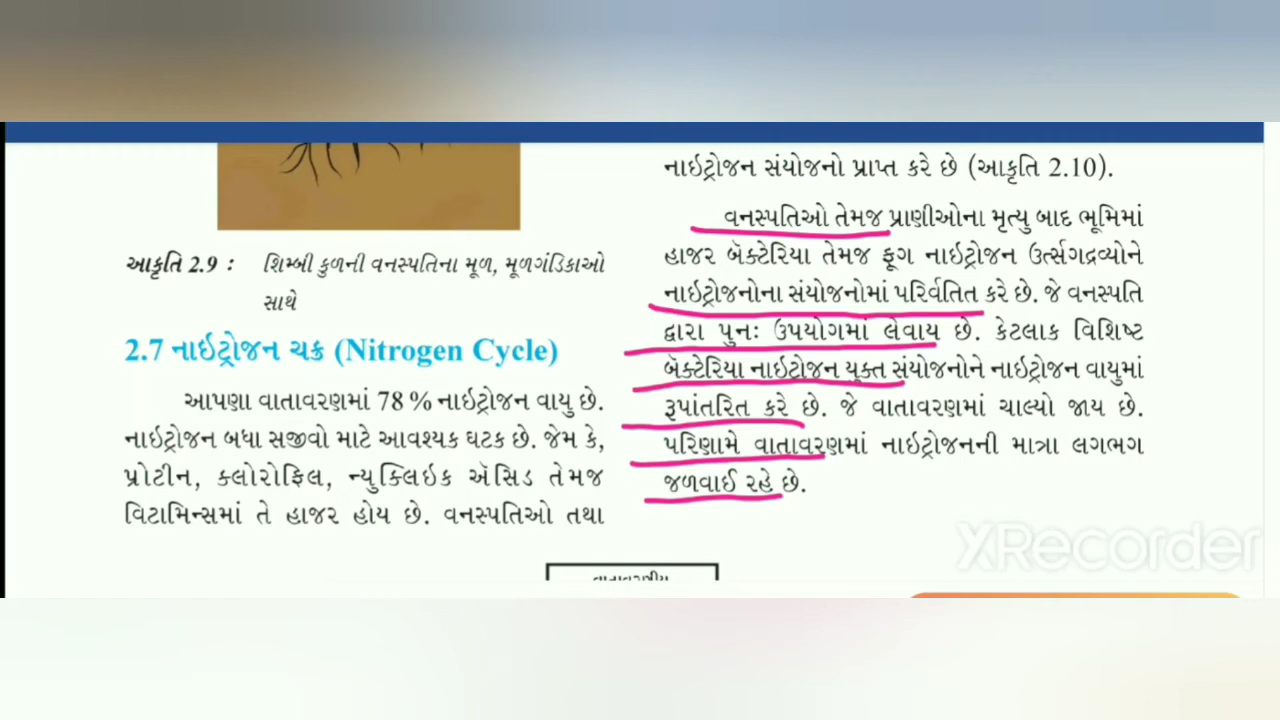 આકૃતિ 2.9 : શિમ્બી કુળની વનસ્પતિના મૂળ, મૂળગંડિકાઓ
સાથે
2.7 નાઇટ્રોજન ચક્ર (Nitrogen Cycle)
આપણા વાતાવરણમાં 78 % નાઇટ્રોજન વાયુ છે.
નાઇટ્રોજન બધા સજીવો માટે આવશ્યક ઘટક છે. જેમ કે,
પ્રોટીન, ક્લોરોફિલ, ન્યુક્લિઇક ઍસિડ તેમજ
વિટામિન્સમાં તે હાજર હોય છે. વનસ્પતિઓ તથા
નાઇટ્રોજન સંયોજનો પ્રાપ્ત કરે છે (આકૃતિ 2.10).
વનસ્પતિઓ તેમજ પ્રાણીઓના મૃત્યુ બાદ ભૂમિમાં
હાજર બૅક્ટેરિયા તેમજ ફૂગ નાઇટ્રોજન ઉર્ત્સગદ્રવ્યોને
નાઇટ્રોજનોના સંયોજનોમાં પરિર્વતિત કરે છે. જે વનસ્પતિ
દ્વારા પુનઃ ઉપયોગમાં લેવાય છે. કેટલાક વિશિષ્ટ
બૅક્ટેરિયા નાઇટ્રોજન યુક્ત સંયોજનોને નાઇટ્રોજન વાયુમાં
રૂપાંતરિત કરે છે. જે વાતાવરણમાં ચાલ્યો જાય છે.
પરિણામે વાતાવરણમાં નાઇટ્રોજનની માત્રા લગભગ
જળવાઈ રહે છે.
XRecorder